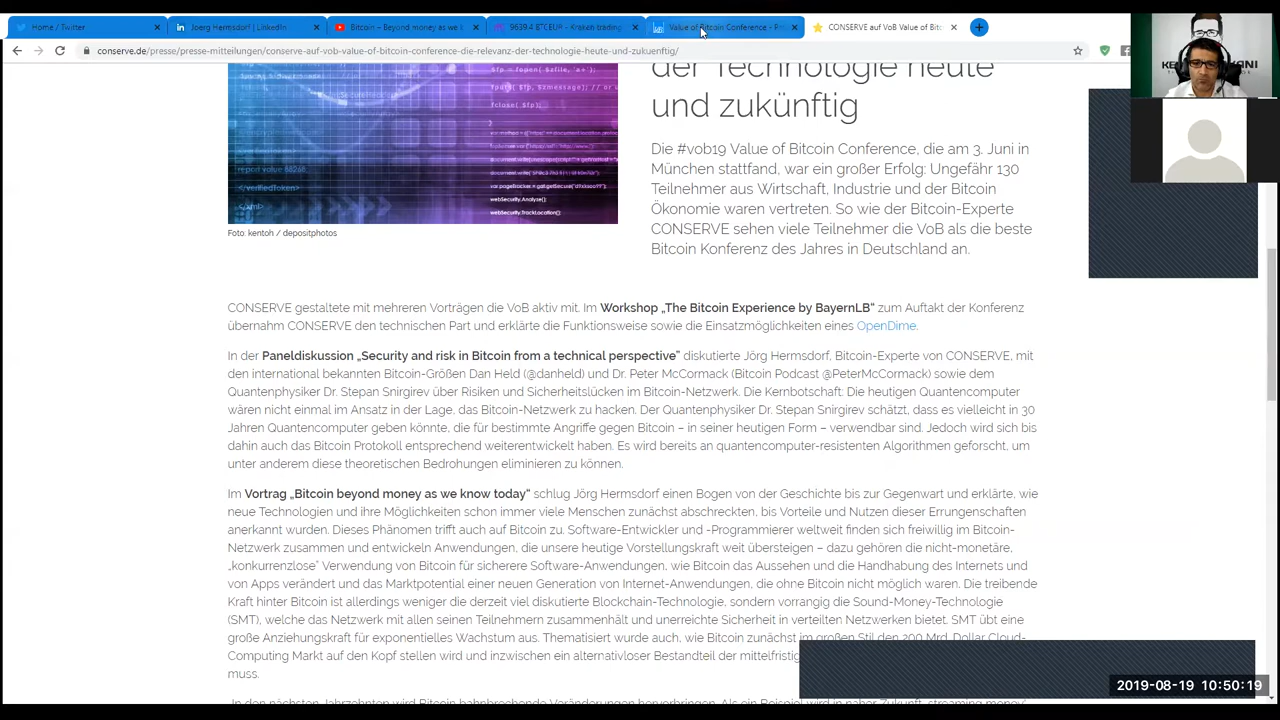 Home / Twitter
Joerg Hermsdorf | LinkedIn
Bitcoin – Beyond money as we k
9639.4 BTCEUR - Kraken trading
Value of Bitcoin Conference - Pro
CONSERVE auf VoB Value of Bit
conserve.de/presse/presse-mitteilungen/conserve-auf-vob-value-of-bitcoin-conference-die-relevanz-der-technologie-heute-und-zukuenftig/
der Technologie heute
und zukünftig
Die #vob19 Value of Bitcoin Conference, die am 3. Juni in
München stattfand, war ein großer Erfolg: Ungefähr 130
Teilnehmer aus Wirtschaft, Industrie und der Bitcoin
Ökonomie waren vertreten. So wie der Bitcoin-Experte
CONSERVE sehen viele Teilnehmer die VoB als die beste
Bitcoin Konferenz des Jahres in Deutschland an.
Foto: kentoh / depositphotos
CONSERVE gestaltete mit mehreren Vorträgen die VoB aktiv mit. Im Workshop „The Bitcoin Experience by BayernLB“ zum Auftakt der Konferenz
übernahm CONSERVE den technischen Part und erklärte die Funktionsweise sowie die Einsatzmöglichkeiten eines OpenDime.
In der Paneldiskussion „Security and risk in Bitcoin from a technical perspective” diskutierte Jörg Hermsdorf, Bitcoin-Experte von CONSERVE, mit
den international bekannten Bitcoin-Größen Dan Held (@danheld) und Dr. Peter McCormack (Bitcoin Podcast @PeterMcCormack) sowie dem
Quantenphysiker Dr. Stepan Snirgirev über Risiken und Sicherheitslücken im Bitcoin-Netzwerk. Die Kernbotschaft: Die heutigen Quantencomputer
wären nicht einmal im Ansatz in der Lage, das Bitcoin-Netzwerk zu hacken. Der Quantenphysiker Dr. Stepan Snirgirev schätzt, dass es vielleicht in 30
Jahren Quantencomputer geben könnte, die für bestimmte Angriffe gegen Bitcoin – in seiner heutigen Form – verwendbar sind. Jedoch wird sich bis
dahin auch das Bitcoin Protokoll entsprechend weiterentwickelt haben. Es wird bereits an quantencomputer-resistenten Algorithmen geforscht, um
unter anderem diese theoretischen Bedrohungen eliminieren zu können.
Im Vortrag „Bitcoin beyond money as we know today“ schlug Jörg Hermsdorf einen Bogen von der Geschichte bis zur Gegenwart und erklärte, wie
neue Technologien und ihre Möglichkeiten schon immer viele Menschen zunächst abschreckten, bis Vorteile und Nutzen dieser Errungenschaften
anerkannt wurden. Dieses Phänomen trifft auch auf Bitcoin zu. Software-Entwickler und -Programmierer weltweit finden sich freiwillig im Bitcoin-
Netzwerk zusammen und entwickeln Anwendungen, die unsere heutige Vorstellungskraft weit übersteigen – dazu gehören die nicht-monetäre,
„konkurrenzlose“ Verwendung von Bitcoin für sicherere Software-Anwendungen, wie Bitcoin das Aussehen und die Handhabung des Internets und
von Apps verändert und das Marktpotential einer neuen Generation von Internet-Anwendungen, die ohne Bitcoin nicht möglich waren. Die treibende
Kraft hinter Bitcoin ist allerdings weniger die derzeit viel diskutierte Blockchain-Technologie, sondern vorrangig die Sound-Money-Technology
(SMT), welche das Netzwerk mit allen seinen Teilnehmern zusammenhält und unerreichte Sicherheit in verteilten Netzwerken bietet. SMT übt eine
große Anziehungskraft für exponentielles Wachstum aus. Thematisiert wurde auch, wie Bitcoin zunächst im großen Stil den 200 Mrd. Dollar Cloud-
Computing Markt auf den Kopf stellen wird und inzwischen ein alternativloser Bestandteil der mittelfristig
muss.
2019-08-19 10:50:19